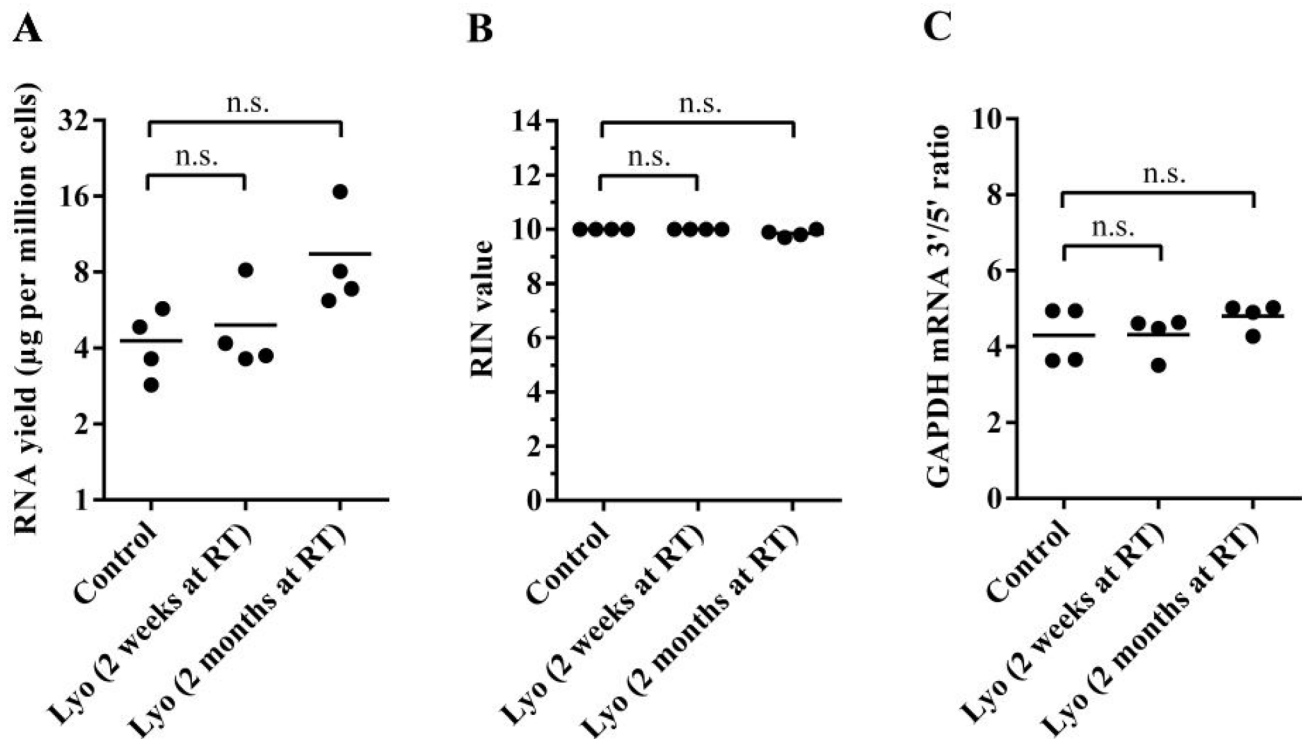 A
RNA yield (µg per million cells)
32
16
8
4
2
1
n.s.
n.s.
Control
Lyo (2 weeks at RT)
Lyo (2 months at RT)
B
RIN value
14
12
10
8
6
4
2
0
n.s.
n.s.
Control
Lyo (2 weeks at RT)
Lyo (2 months at RT)
C
GAPDH mRNA 3'/5' ratio
10
8
6
4
2
0
n.s.
n.s.
Control
Lyo (2 weeks at RT)
Lyo (2 months at RT)